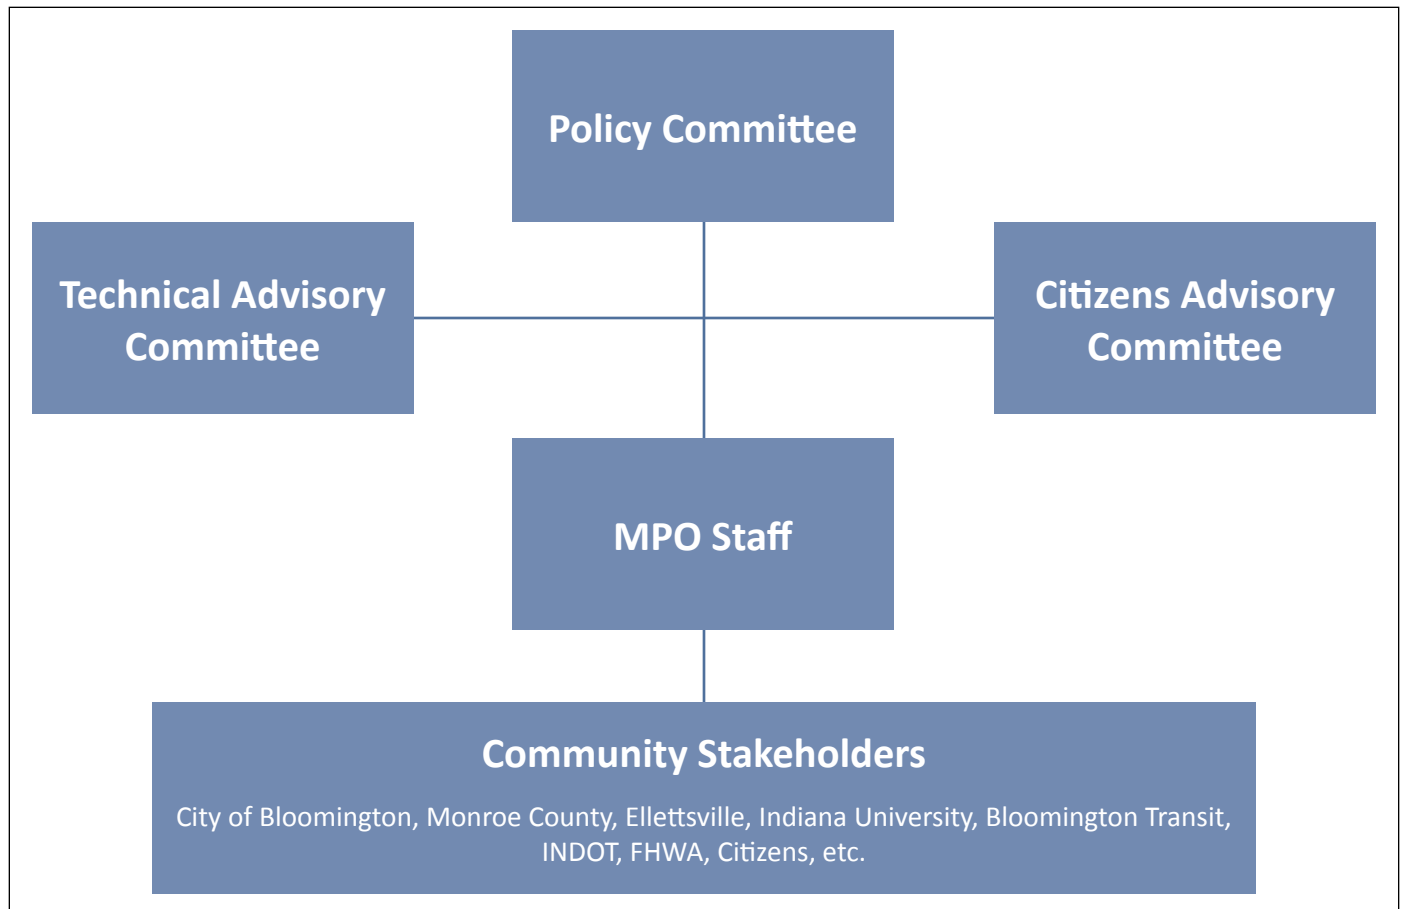 Policy Committee
Technical Advisory
Committee
Citizens Advisory
Committee
MPO Staff
Community Stakeholders
City of Bloomington, Monroe County, Ellettsville, Indiana University, Bloomington Transit,
INDOT, FHWA, Citizens, etc.